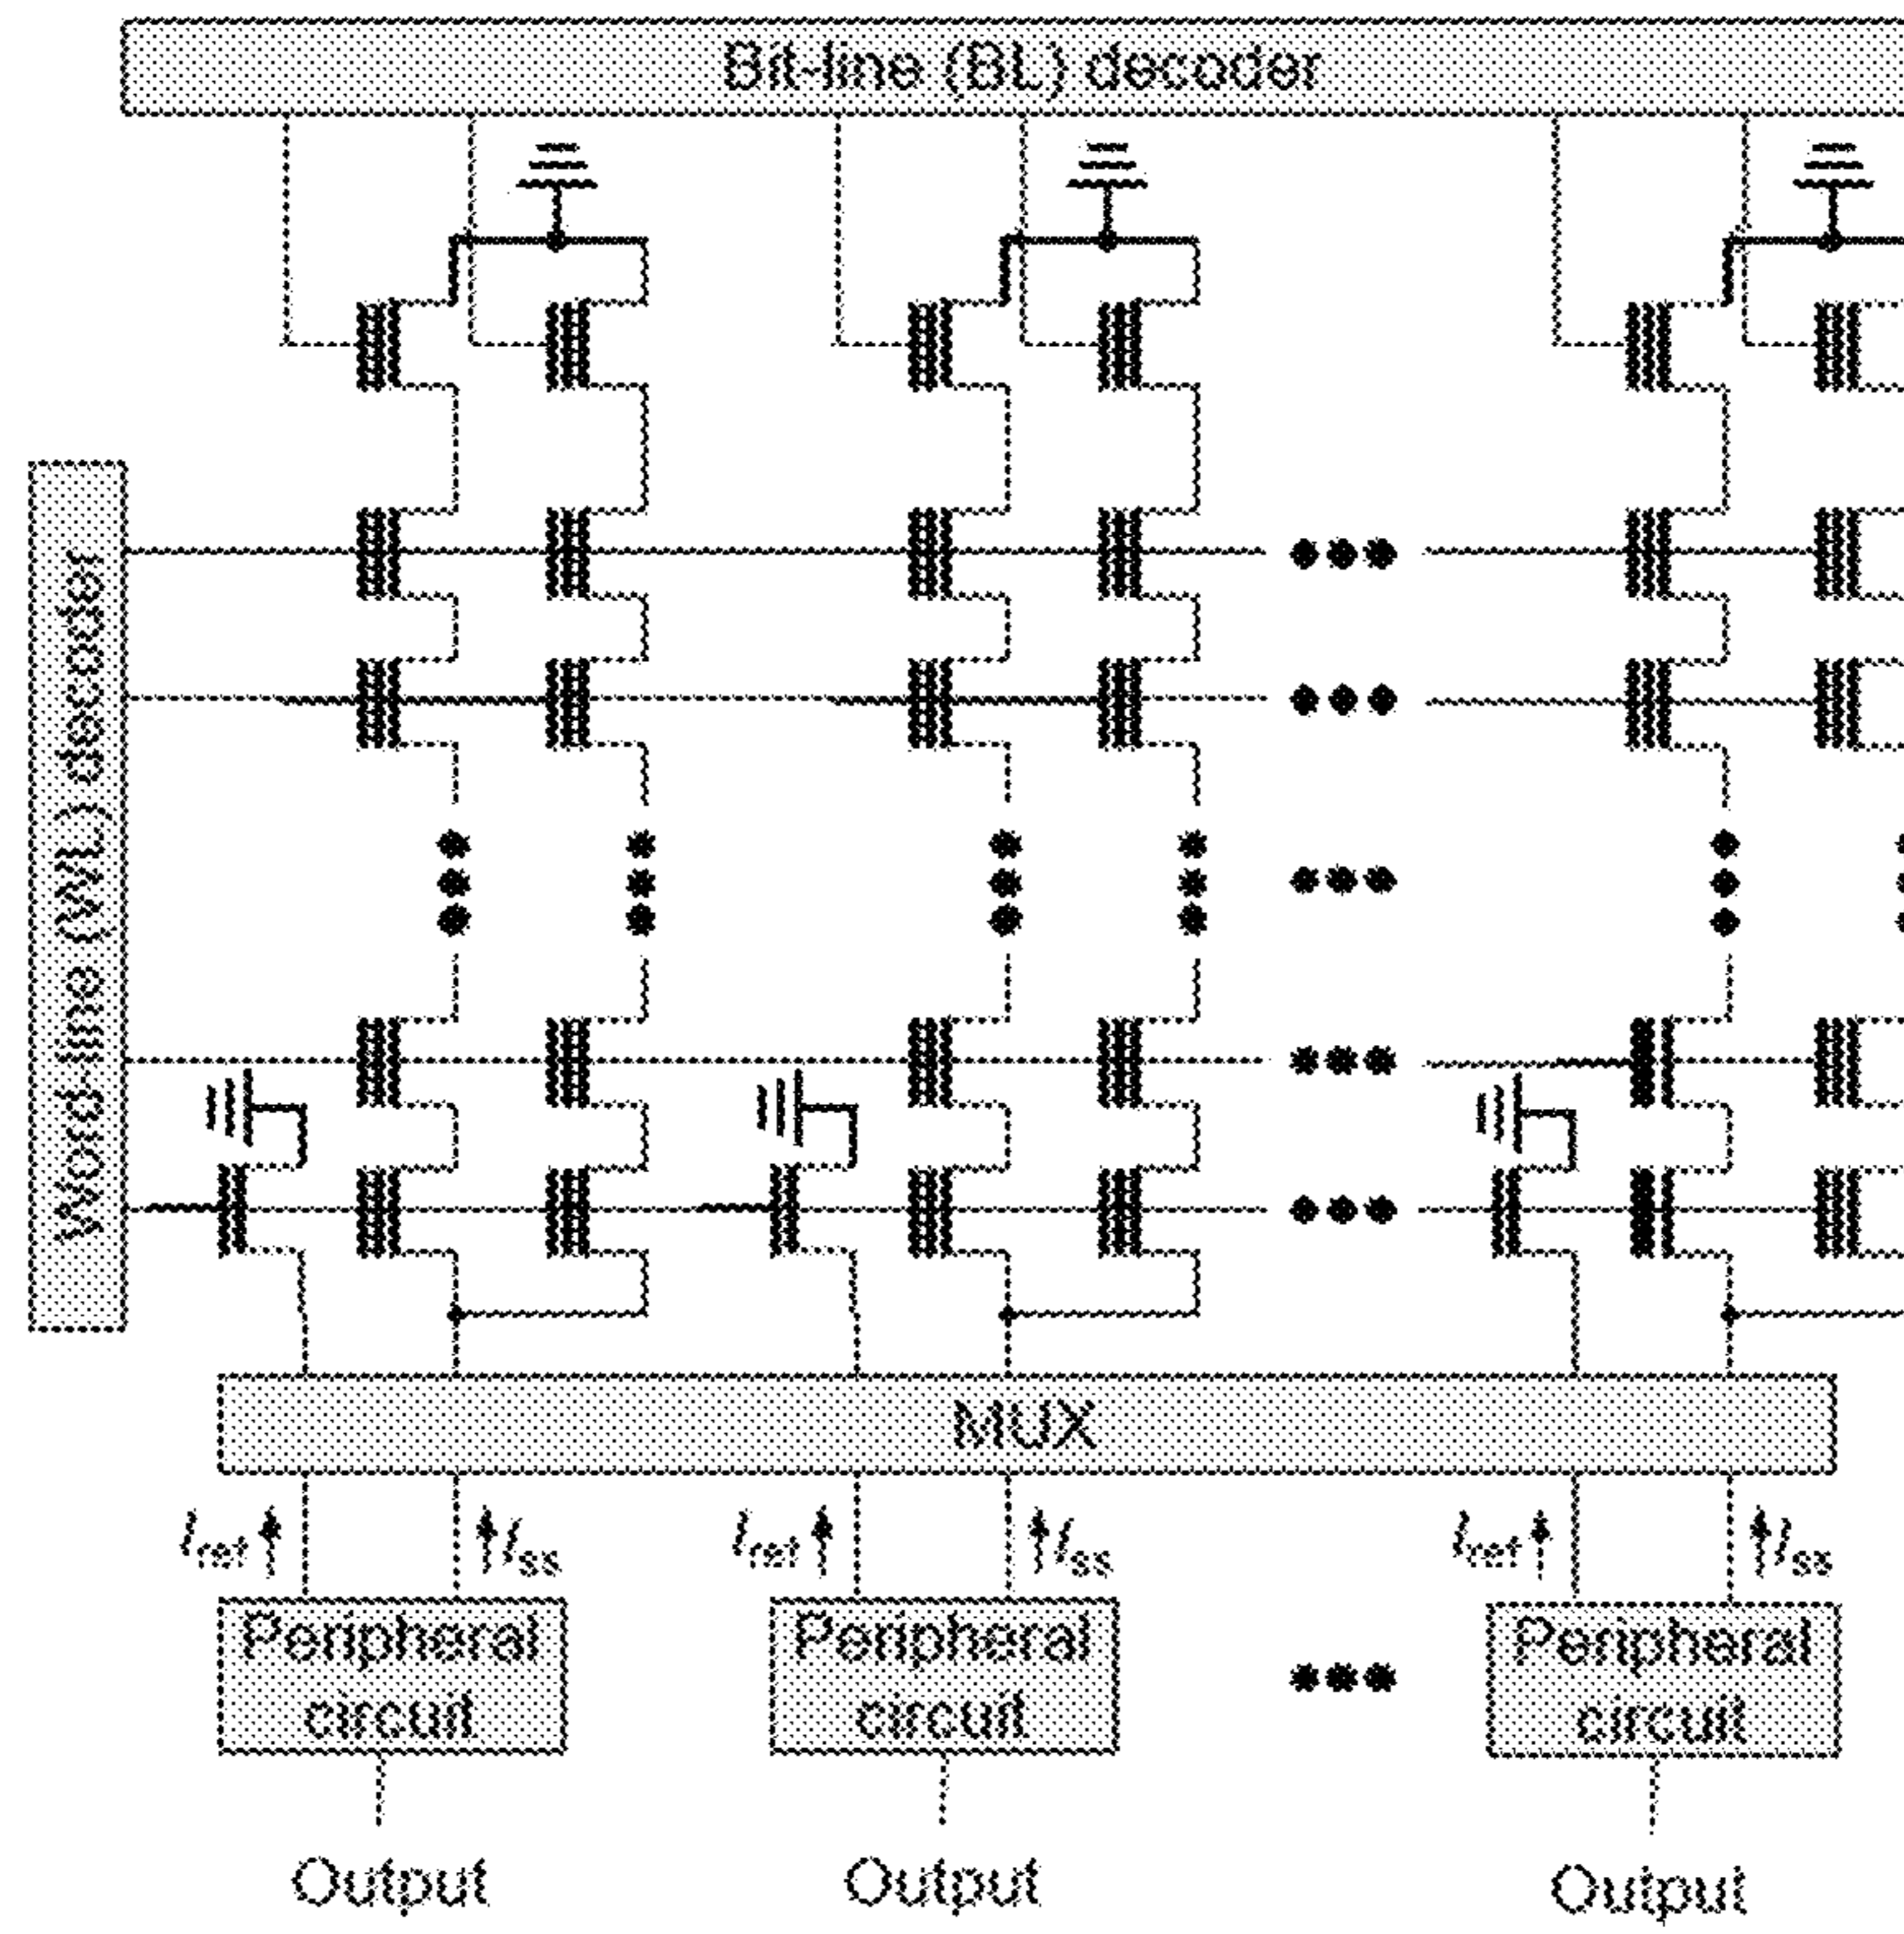 Bit-line (BL) decoder
Word-line (WL) decoder
MUX
Iref
Iss
Iref
Iss
Iref
Iss
Peripheral
circuit
Peripheral
circuit
Peripheral
circuit
Output
Output
Output